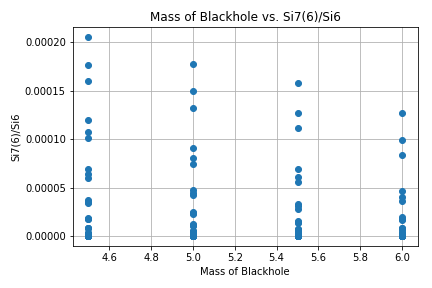 Mass of Blackhole vs. Si7(6)/Si6
0.00020
0.00015
0.00010
0.00005
0.00000
Si7(6)/Si6
4.6 4.8 5.0 5.2 5.4 5.6 5.8 6.0
Mass of Blackhole